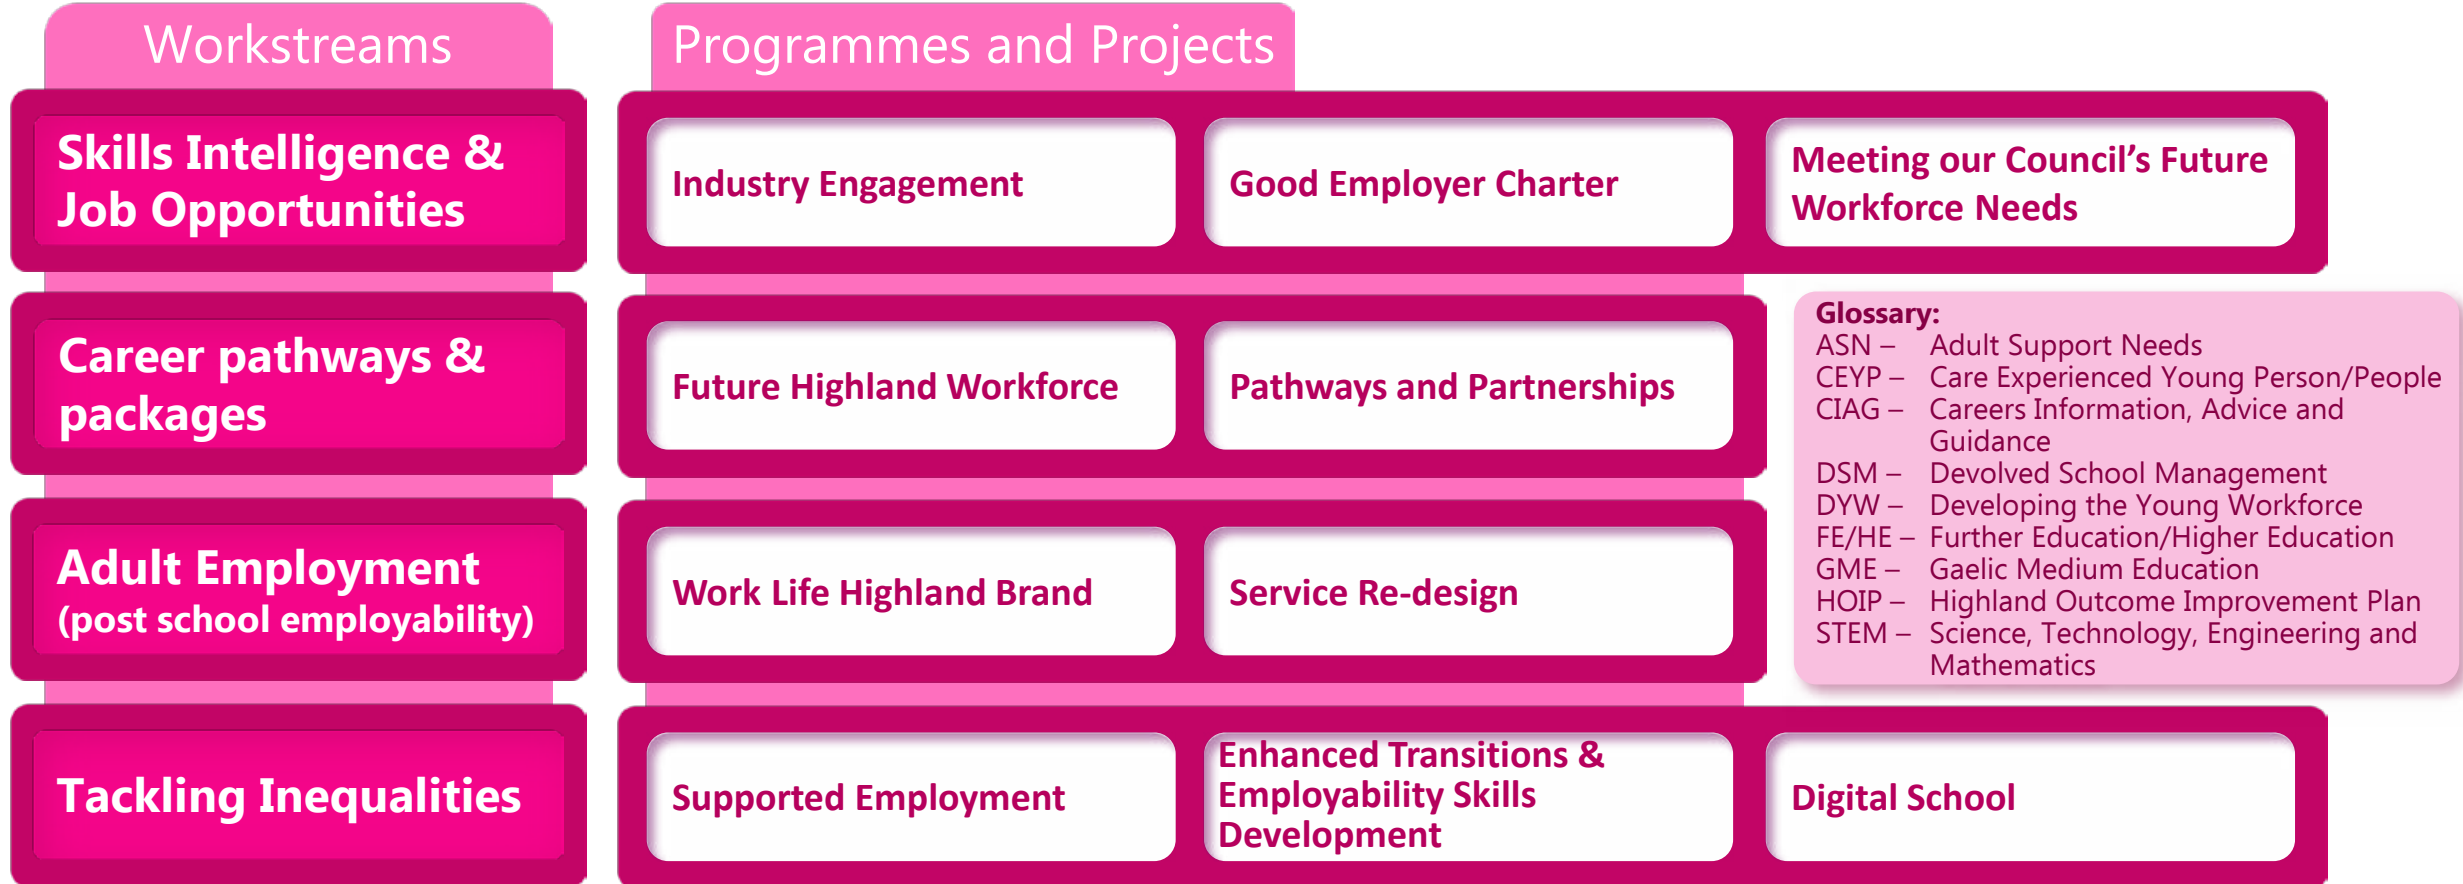 Workstreams
Programmes and Projects
Skills Intelligence &
Job Opportunities
Industry Engagement
Good Employer Charter
Meeting our Council’s Future
Workforce Needs
Career pathways &
packages
Future Highland Workforce
Pathways and Partnerships
Glossary:
ASN – Adult Support Needs
CEYP – Care Experienced Young Person/People
CIAG – Careers Information, Advice and
Guidance
DSM – Devolved School Management
DYW – Developing the Young Workforce
FE/HE – Further Education/Higher Education
GME – Gaelic Medium Education
HOIP – Highland Outcome Improvement Plan
STEM – Science, Technology, Engineering and
Mathematics
Adult Employment
(post school employability)
Work Life Highland Brand
Service Re-design
Tackling Inequalities
Supported Employment
Enhanced Transitions &
Employability Skills
Development
Digital School